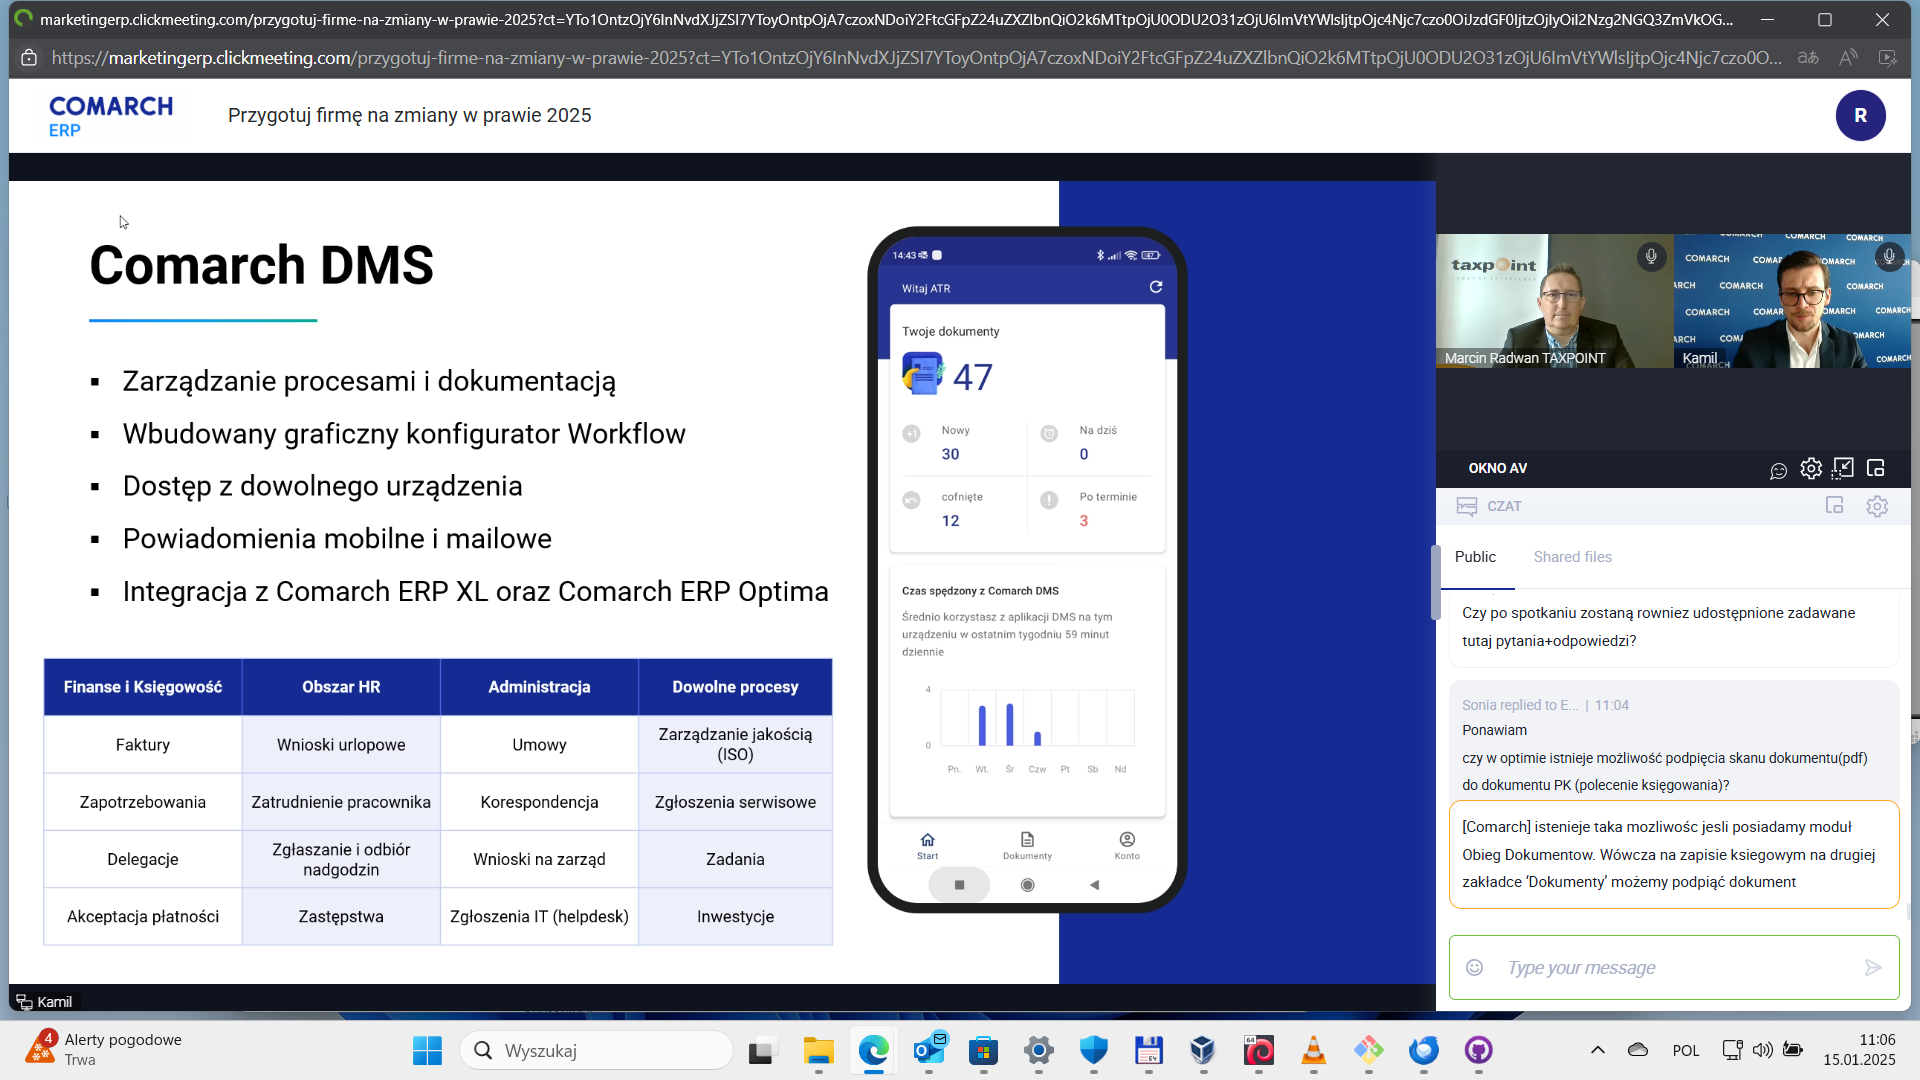 marketingerp.clickmeeting.com/przygotuj-firme-na-zmiany-w-prawie-2025?ct=
https://marketingerp.clickmeeting.com/przygotuj-firme-na-zmiany-w-prawie-2025?ct=
COMARCH
ERP
Przygotuj firmę na zmiany w prawie 2025
R
Comarch DMS
▪ Zarządzanie procesami i dokumentacją
▪ Wbudowany graficzny konfigurator Workflow
▪ Dostęp z dowolnego urządzenia
▪ Powiadomienia mobilne i mailowe
▪ Integracja z Comarch ERP XL oraz Comarch ERP Optima
Finanse i Księgowość Obszar HR Administracja Dowolne procesy
Faktury Wnioski urlopowe Umowy Zarządzanie jakością (ISO)
Zapotrzebowania Zatrudnienie pracownika Korespondencja Zgłoszenia serwisowe
Delegacje Zgłaszanie i odbiór nadgodzin Wnioski na zarząd Zadania
Akceptacja płatności Zastępstwa Zgłoszenia IT (helpdesk) Inwestycje
14:43
Witaj ATR
Twoje dokumenty
47
Nowy
30
Na dziś
0
cofnięte
12
Po terminie
3
Czas spędzony z Comarch DMS
Średnio korzystasz z aplikacji DMS na tym
urządzeniu w ostatnim tygodniu 59 minut
dziennie
4
0
Pn. Wt. Śr Czw Pt Sb Nd
Start Dokumenty Konto
Kamil
taxpoint
Marcin Radwan TAXPOINT
COMARCH
Kamil
OKNO AV
CZAT
Public Shared files
Czy po spotkaniu zostaną rowniez udostępnione zadawane
tutaj pytania+odpowiedzi?
Sonia replied to E... | 11:04
Ponawiam
czy w optimie istnieje możliwość podpięcia skanu dokumentu(pdf)
do dokumentu PK (polecenie księgowania)?
[Comarch] istenieje taka mozliwośc jesli posiadamy moduł
Obieg Dokumentow. Wówcza na zapisie ksiegowym na drugiej
zakładce ‘Dokumenty’ możemy podpiąć dokument
Type your message
4
Alerty pogodowe
Trwa
Wyszukaj
64
64
POL
11:06
15.01.2025